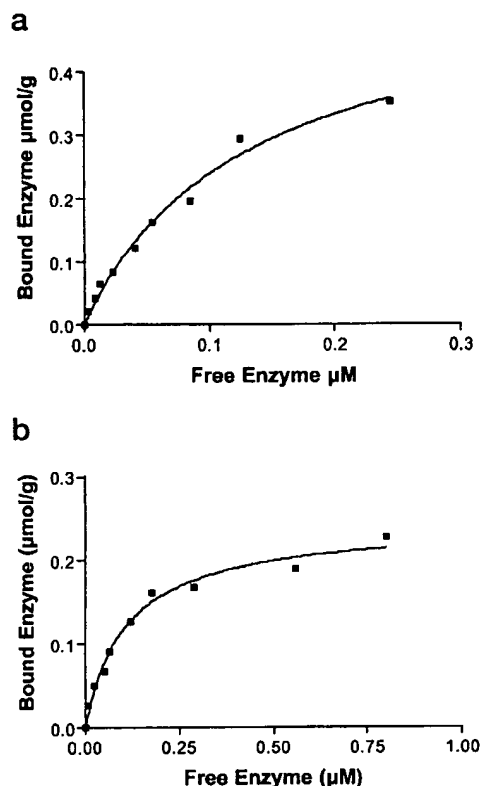 a
0.4
0.3
0.2
0.1
0.0
Bound Enzyme µmol/g
0.0 0.1 0.2 0.3
Free Enzyme µM
b
0.3
0.2
0.1
0.0
Bound Enzyme (µmol/g)
0.00 0.25 0.50 0.75 1.00
Free Enzyme (µM)